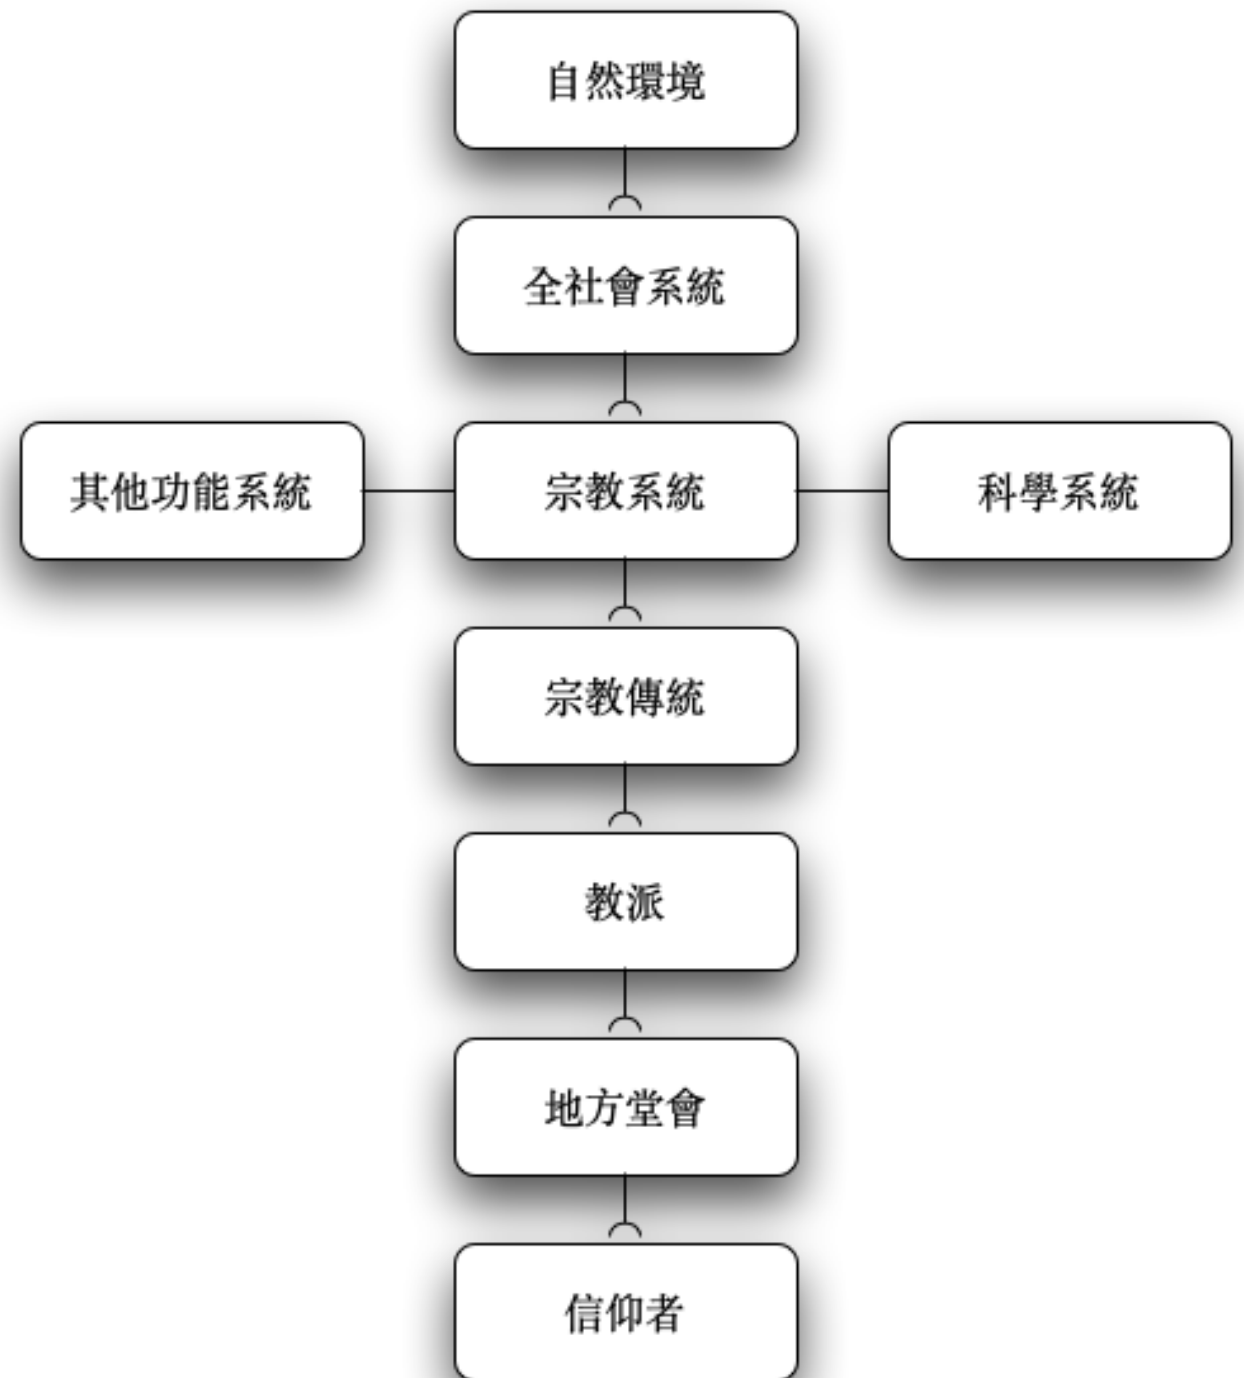 自然環境
全社會系統
其他功能系統
宗教系統
科學系統
宗教傳統
教派
地方堂會
信仰者